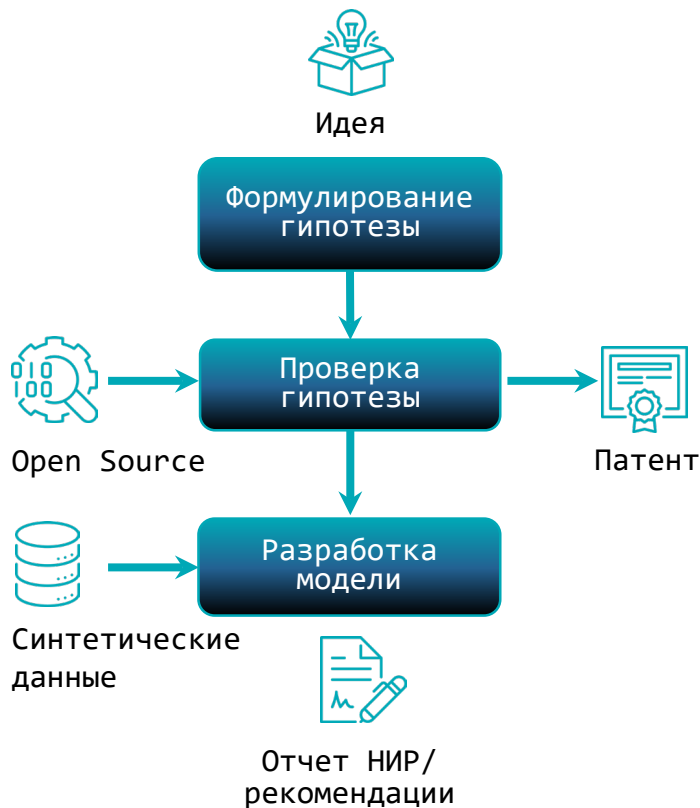 Идея
Формулирование
гипотезы
Проверка
гипотезы
Open Source
Патент
Разработка
модели
Синтетические
данные
Отчет НИР/
рекомендации